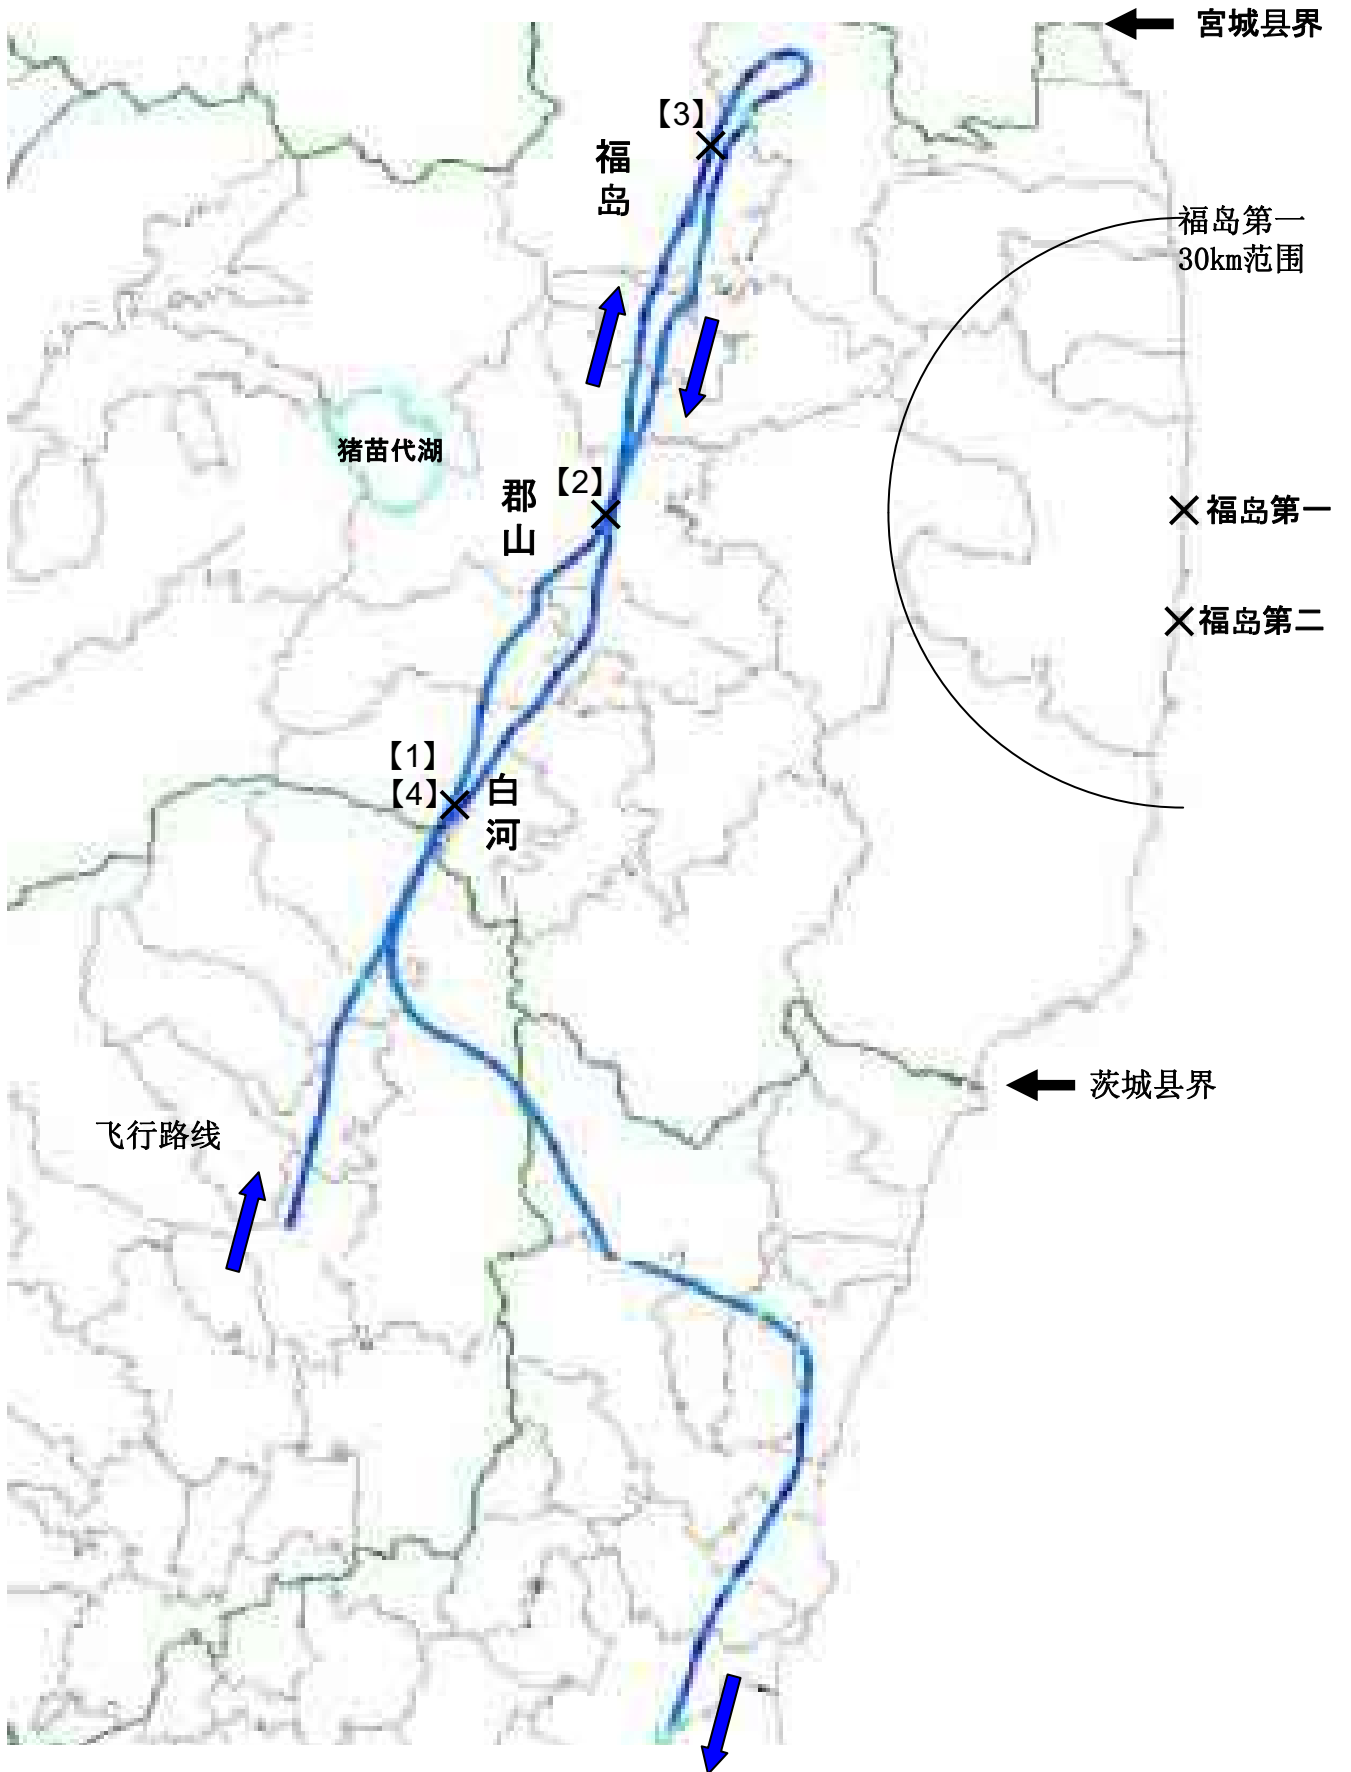 宮城县界
【3】
福岛
福岛第一
30km范围
猪苗代湖
【2】
郡山
福岛第一
福岛第二
【1】
【4】
白河
茨城县界
飞行路线